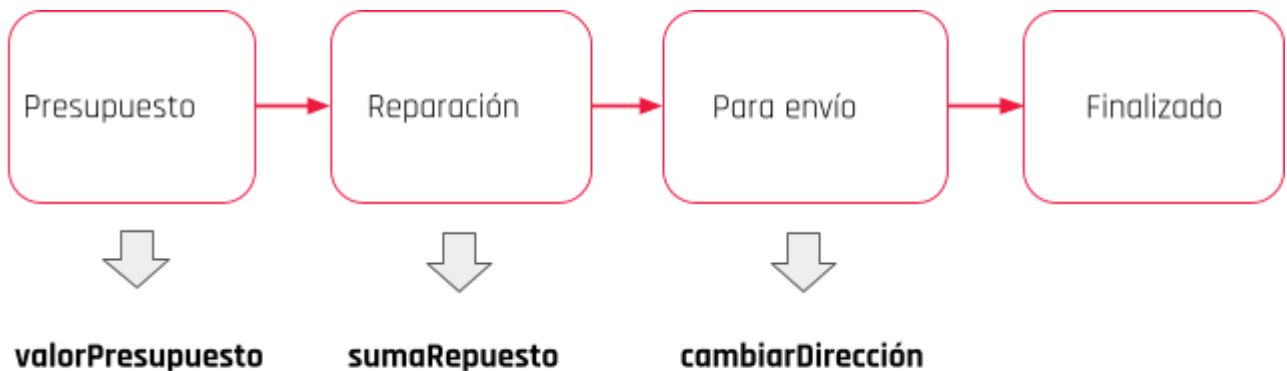 Presupuesto
Reparación
Para envío
Finalizado
valorPresupuesto
sumaRepuesto
cambiarDirección